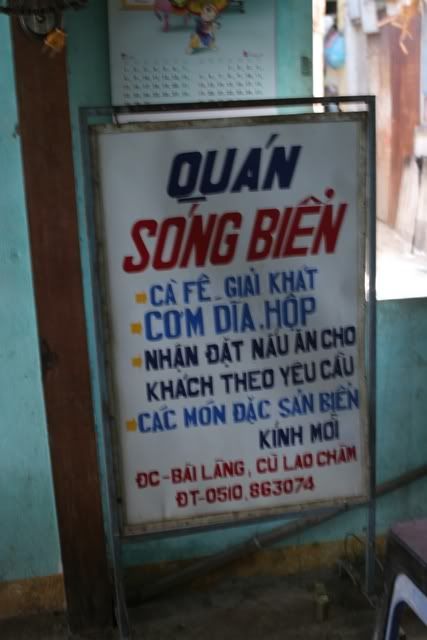 QUÁN
SÓNG BIỂN
CÀ FÊ - GIẢI KHÁT
CƠM DĨA . HỘP
NHẬN ĐẶT NẤU ĂN CHO
KHÁCH THEO YÊU CẦU
CÁC MÓN ĐẶC SẢN BIỂN
KÍNH MỜI
ĐC - BÃI LÀNG, CÙ LAO CHÀM
ĐT-0510.863074